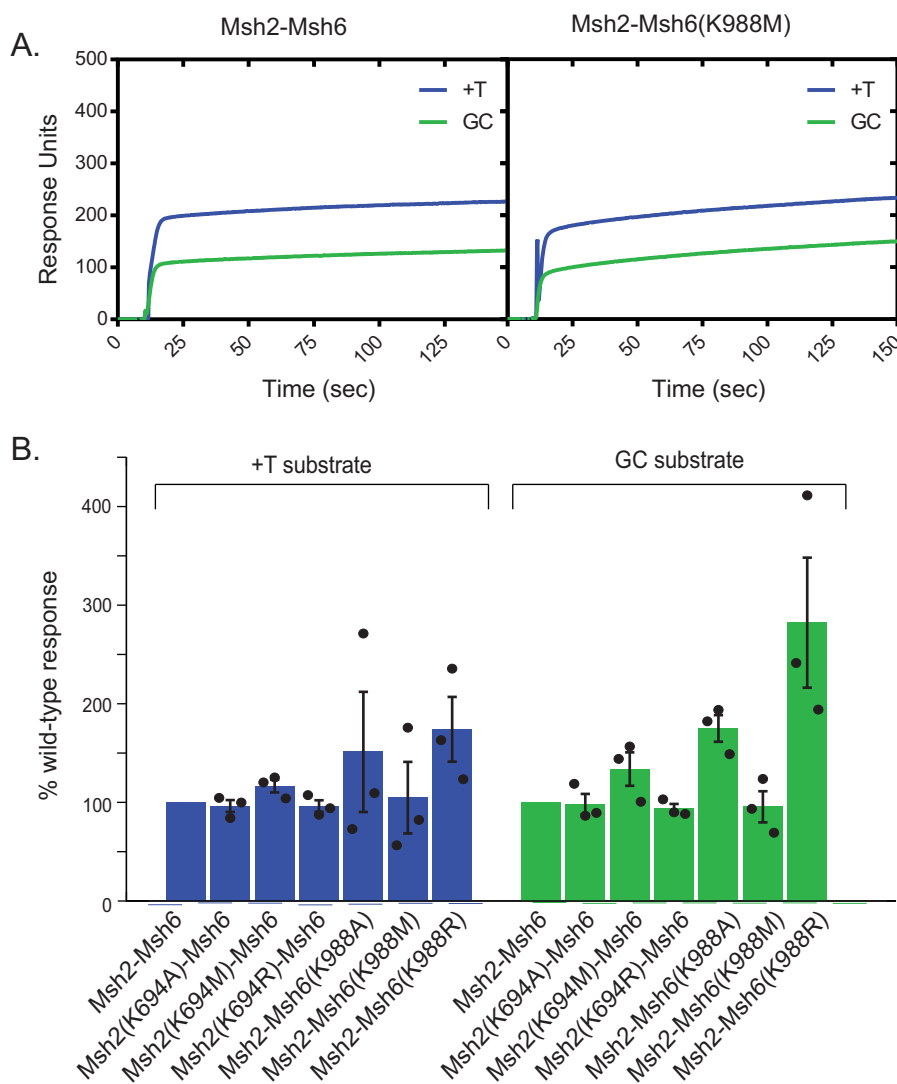 A.
Msh2-Msh6
Msh2-Msh6(K988M)
Response Units
500
400
300
200
100
0
+T
GC
+T
GC
0
25
50
75
100
125
0
25
50
75
100
125
150
Time (sec)
Time (sec)
B.
+T substrate
GC substrate
% wild-type response
400
300
200
100
0
Msh2-Msh6
Msh2(K694A)-Msh6
Msh2(K694M)-Msh6
Msh2(K694R)-Msh6
Msh2-Msh6(K988A)
Msh2-Msh6(K988M)
Msh2-Msh6(K988R)
Msh2-Msh6
Msh2(K694A)-Msh6
Msh2(K694M)-Msh6
Msh2(K694R)-Msh6
Msh2-Msh6(K988A)
Msh2-Msh6(K988M)
Msh2-Msh6(K988R)